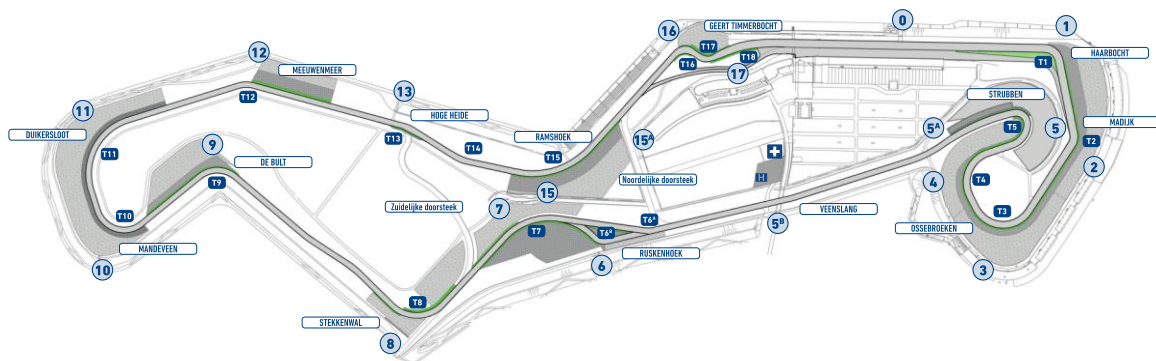 0
1
16
GEERT TIMMERBOCHT
T17
T16
T18
17
HAARBOCHT
T1
12
MEEUWENMEER
T12
13
HOGE HEIDE
T13
T14
RAMSHOEK
T15
15A
STRUBBEN
T5
5
5A
MADIJK
T2
2
11
DUIKERSLOOT
T11
9
DE BULT
T9
H
Noordelijke doorsteek
15
4
T4
T3
OSSEBROEKEN
3
7
Zuidelijke doorsteek
T7
T6A
T6A
VEENSLANG
5B
T10
MANDEVEEN
10
6
RUSKENHOEK
T8
STEKKENWAL
8